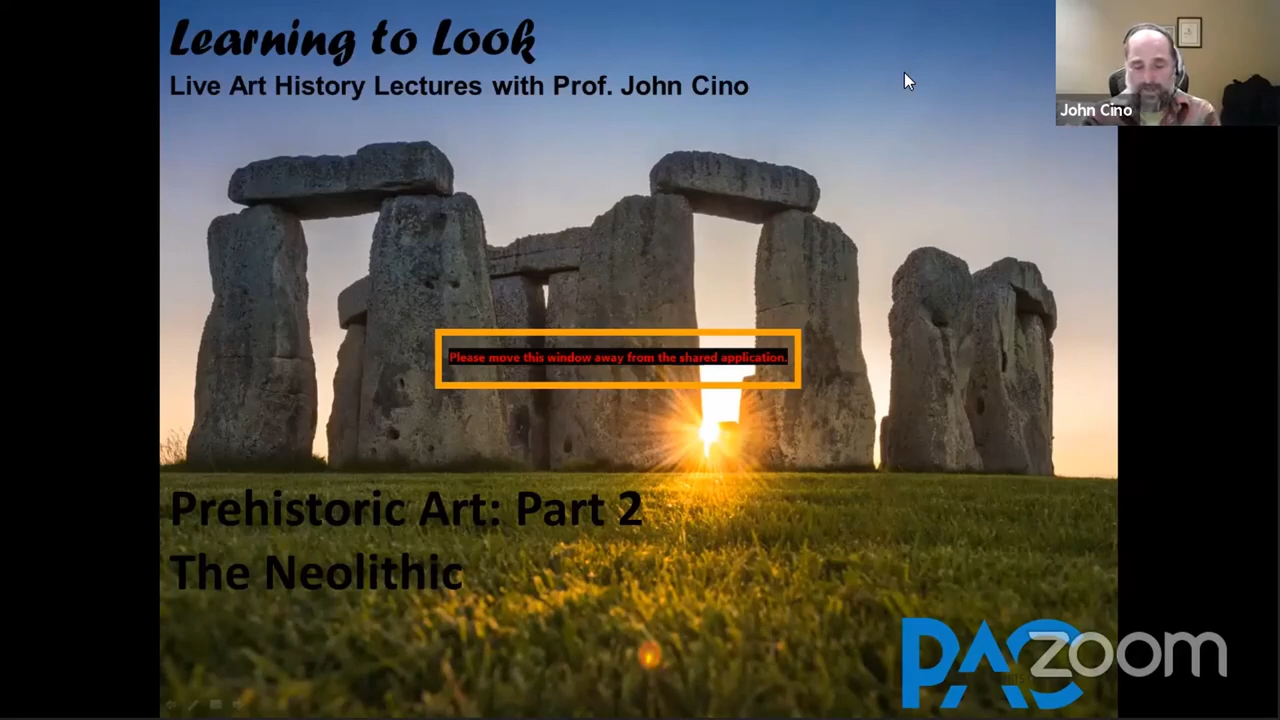 Learning to Look
Live Art History Lectures with Prof. John Cino
John Cino
Please move this window away from the shared application.
Prehistoric Art: Part 2
The Neolithic
PAC
zoom